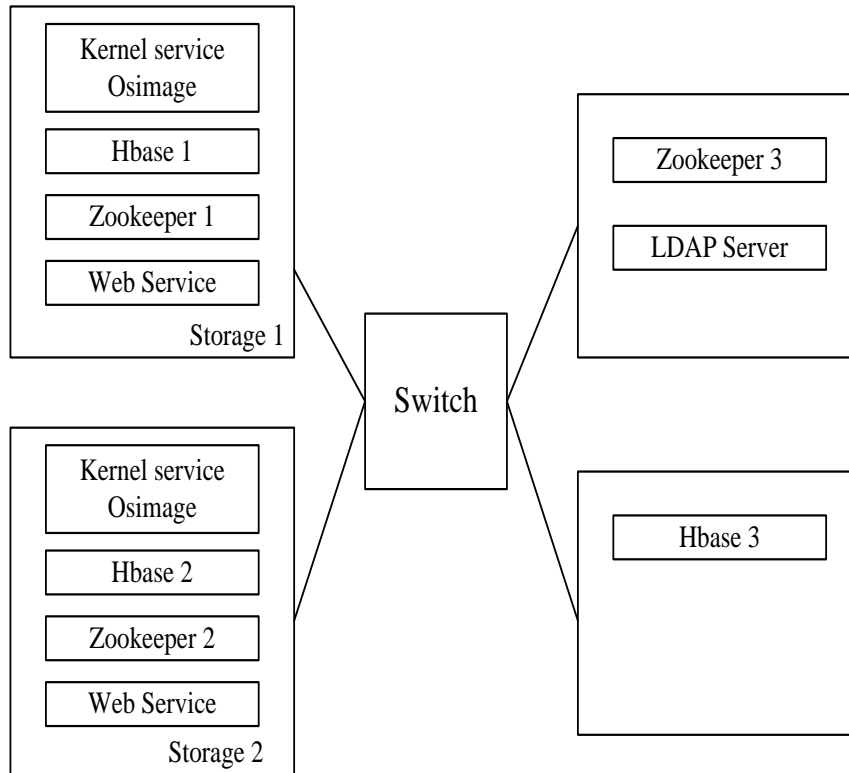 Kernel service
Osimage
Hbase 1
Zookeeper 1
Web Service
Storage 1
Kernel service
Osimage
Hbase 2
Zookeeper 2
Web Service
Storage 2
Switch
Zookeeper 3
LDAP Server
Hbase 3